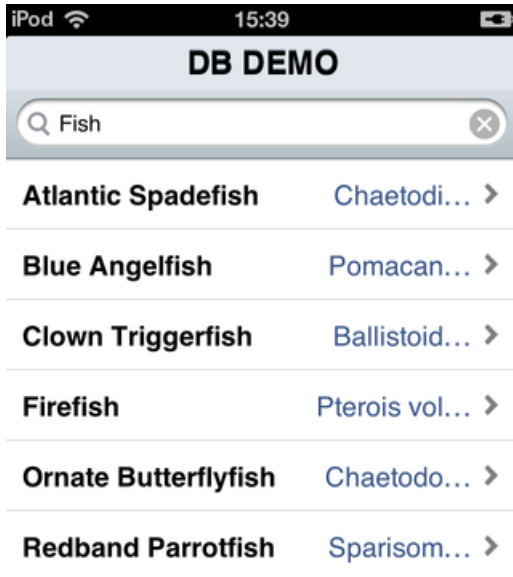 iPod 15:39
DB DEMO
Fish
Atlantic Spadefish Chaetodi...
Blue Angelfish Pomacan...
Clown Triggerfish Ballistoid...
Firefish Pterois vol...
Ornate Butterflyfish Chaetodo...
Redband Parrotfish Sparisom...